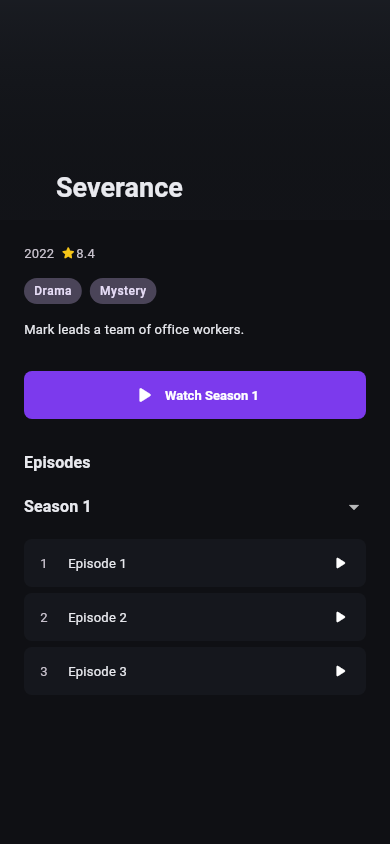 Severance
2022 8.4
Drama Mystery
Mark leads a team of office workers.
Watch Season 1
Episodes
Season 1
1 Episode 1
2 Episode 2
3 Episode 3